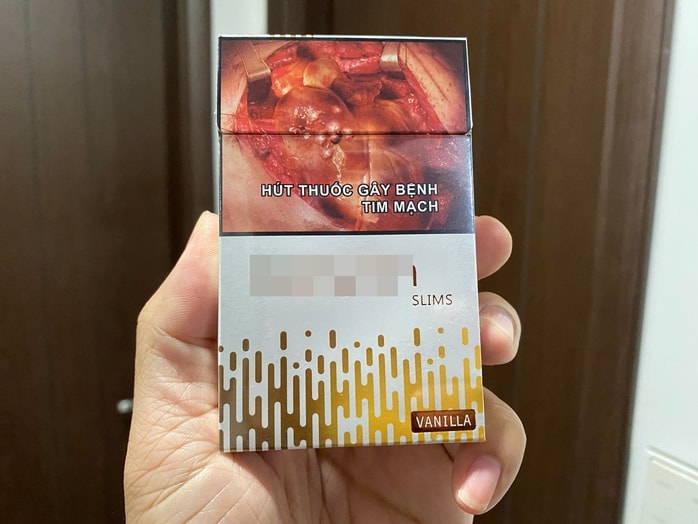 HÚT THUỐC GÂY BỆNH
TIM MẠCH
SLIMS
VANILLA